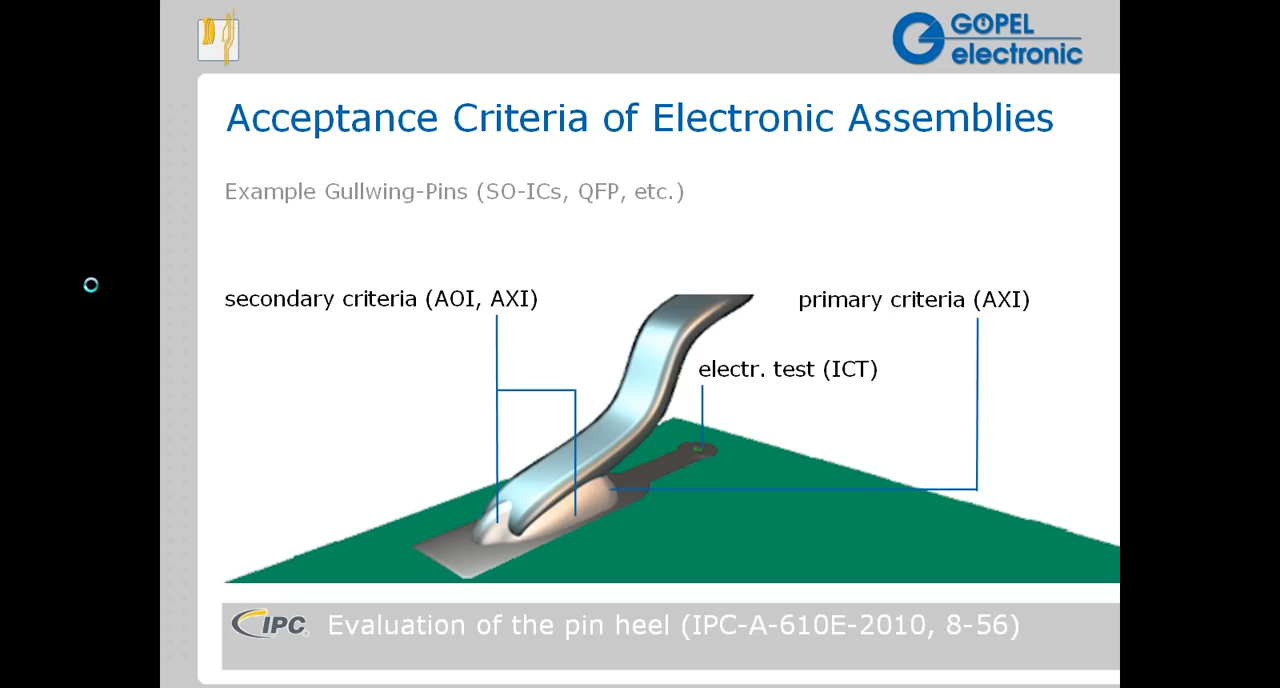 GÖPEL
electronic
Acceptance Criteria of Electronic Assemblies
Example Gullwing-Pins (SO-ICs, QFP, etc.)
secondary criteria (AOI, AXI)
primary criteria (AXI)
electr. test (ICT)
IPC
Evaluation of the pin heel (IPC-A-610E-2010, 8-56)